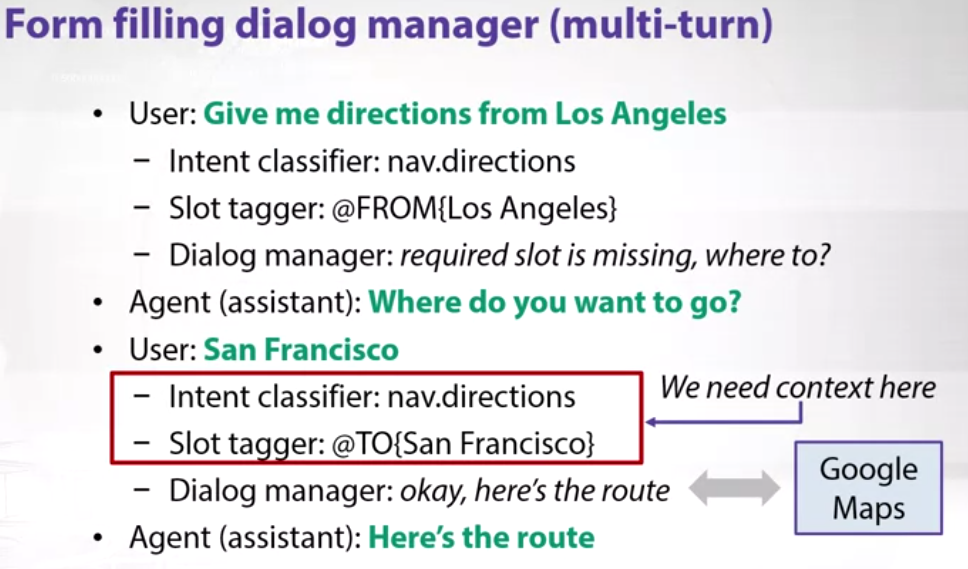 Form filling dialog manager (multi-turn)
• User: Give me directions from Los Angeles
– Intent classifier: nav.directions
– Slot tagger: @FROM{Los Angeles}
– Dialog manager: required slot is missing, where to?
• Agent (assistant): Where do you want to go?
• User: San Francisco
– Intent classifier: nav.directions
We need context here
– Slot tagger: @TO{San Francisco}
– Dialog manager: okay, here's the route
Google
Maps
• Agent (assistant): Here's the route